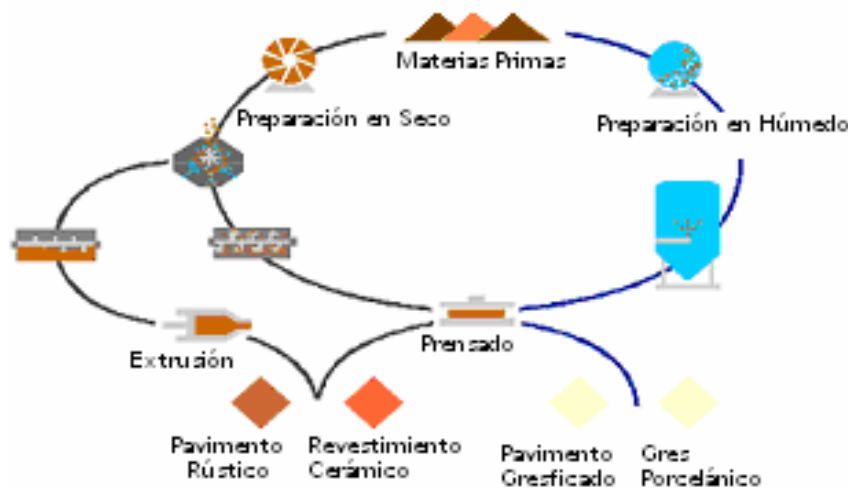 Materias Primas
Preparación en Seco
Preparación en Húmedo
Extrusión
Prensado
Pavimento
Rústico
Revestimiento
Cerámico
Pavimento
Gresficado
Gres
Porcelánico